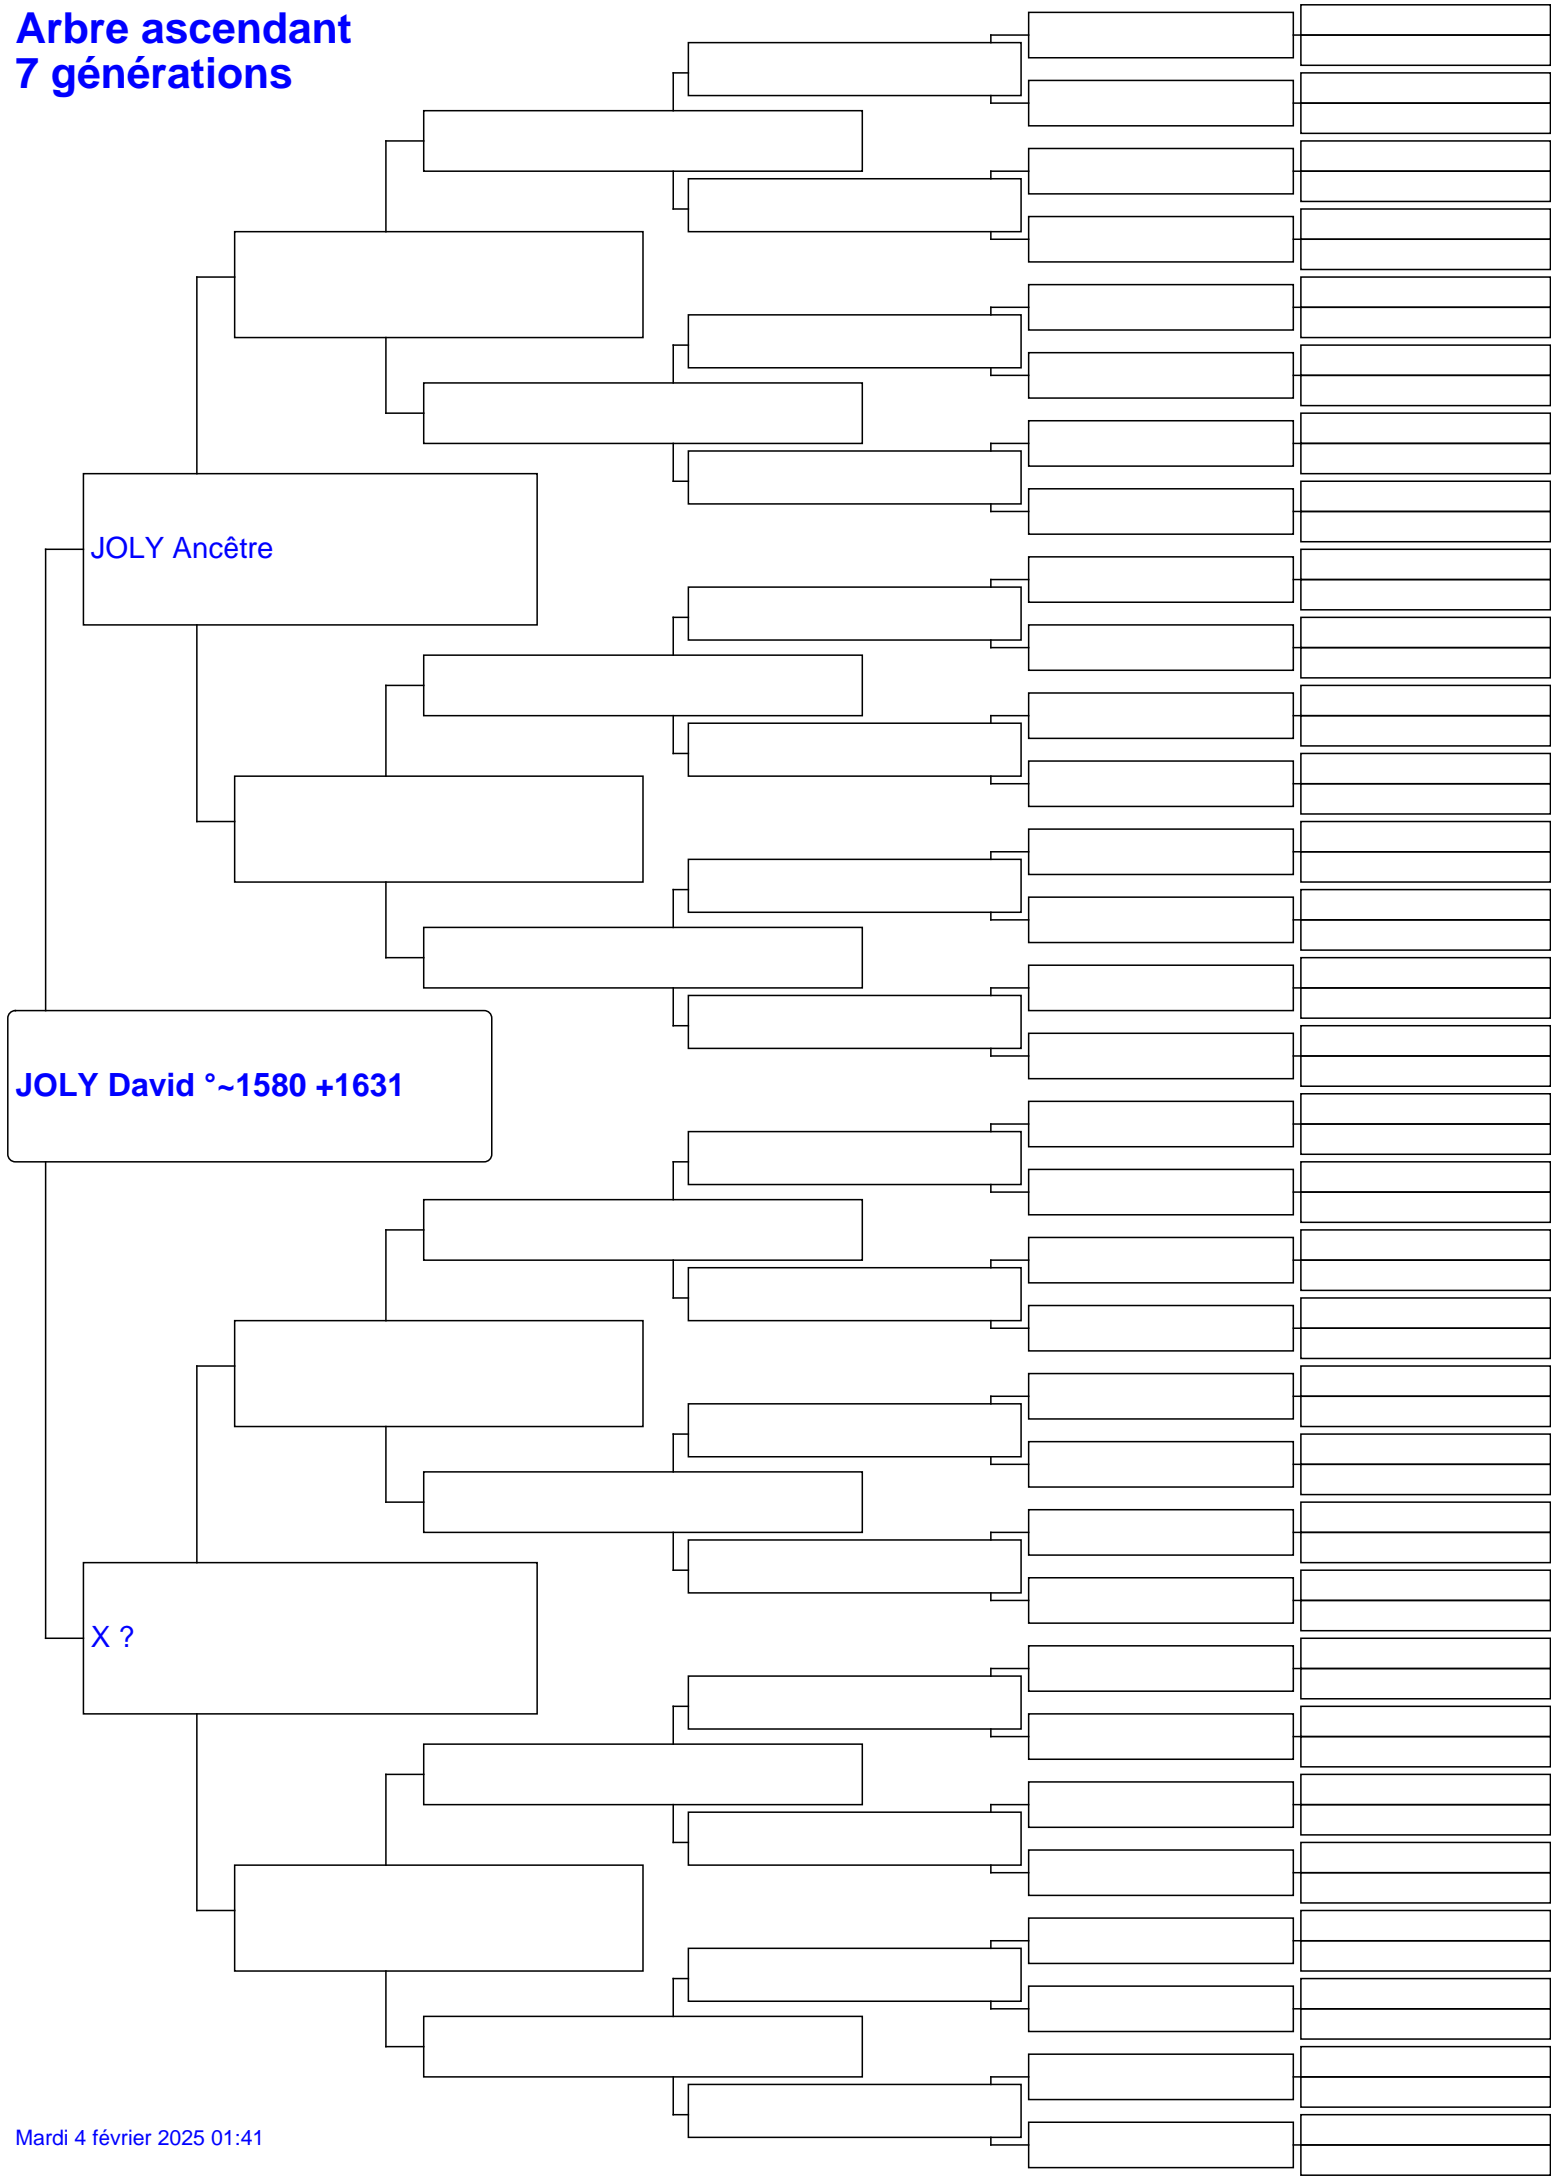 Arbre ascendant
7 générations
JOLY Ancêtre
JOLY David °~1580 +1631
X ?
Mardi 4 février 2025 01:41